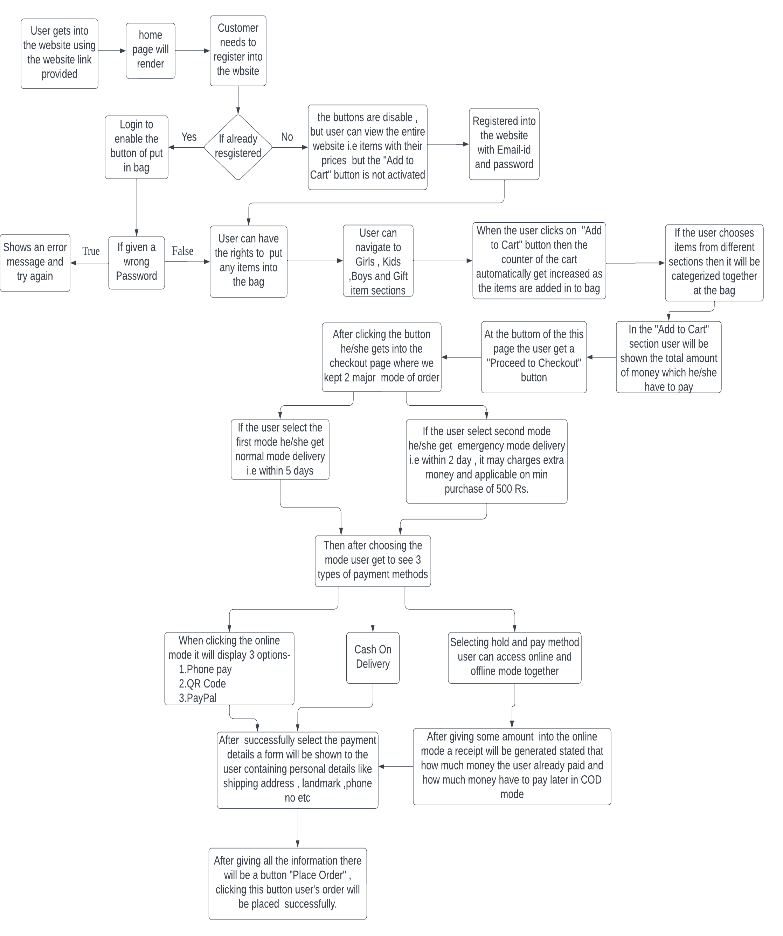 User gets into
the website using
the website link
provided
home
page will
render
Customer
needs to
register into
the wbsite
Login to
enable the
button of put
in bag
Yes
If already
resgistered
No
the buttons are disable ,
but user can view the entire
website i.e items with their
prices but the "Add to
Cart" button is not activated
Registered into
the website
with Email-id
and password
Shows an error
message and
try again
True
If given a
wrong
Password
False
User can have
the rights to put
any items into
the bag
User can
navigate to
Girls , Kids
,Boys and Gift
item sections
When the user clicks on "Add
to Cart" button then the
counter of the cart
automatically get increased as
the items are added in to bag
If the user chooses
items from different
sections then it will be
categerized together
at the bag
After clicking the button
he/she gets into the
checkout page where we
kept 2 major mode of order
At the buttorn of the this
page the user get a
"Proceed to Checkout"
button
In the "Add to Cart"
section user will be
shown the total amount
of money which he/she
have to pay
If the user select the
first mode he/she get
normal mode delivery
i.e within 5 days
If the user select second mode
he/she get emergency mode delivery
i.e within 2 day , it may charges extra
money and applicable on min
purchase of 500 Rs.
Then after choosing the
mode user get to see 3
types of payment methods
When clicking the online
mode it will display 3 options-
1.Phone pay
2.QR Code
3.PayPal
Cash On
Delivery
Selecting hold and pay method
user can access online and
offline mode together
After successfully select the payment
details a form will be shown to the
user containing personal details like
shipping address , landmark ,phone
no etc
After giving some amount into the online
mode a receipt will be generated stated that
how much money the user already paid and
how much money have to pay later in COD
mode
After giving all the information there
will be a button "Place Order" ,
clicking this button user's order will
be placed successfully.